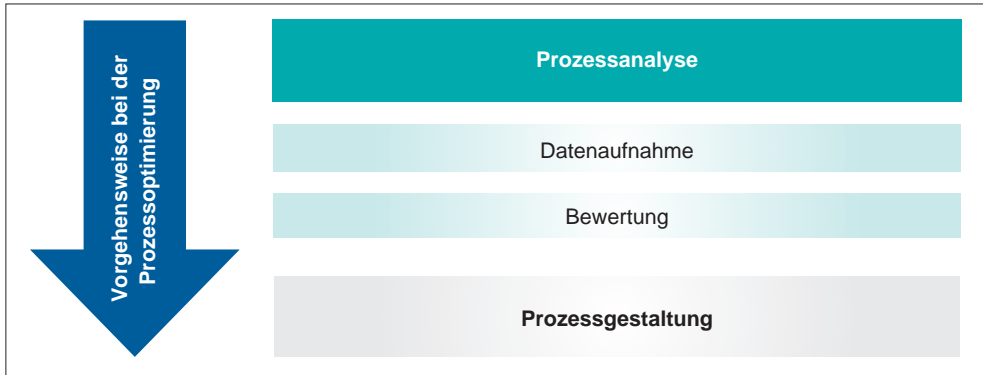 Vorgehensweise bei der
Prozessoptimierung
Prozessanalyse
Datenaufnahme
Bewertung
Prozessgestaltung